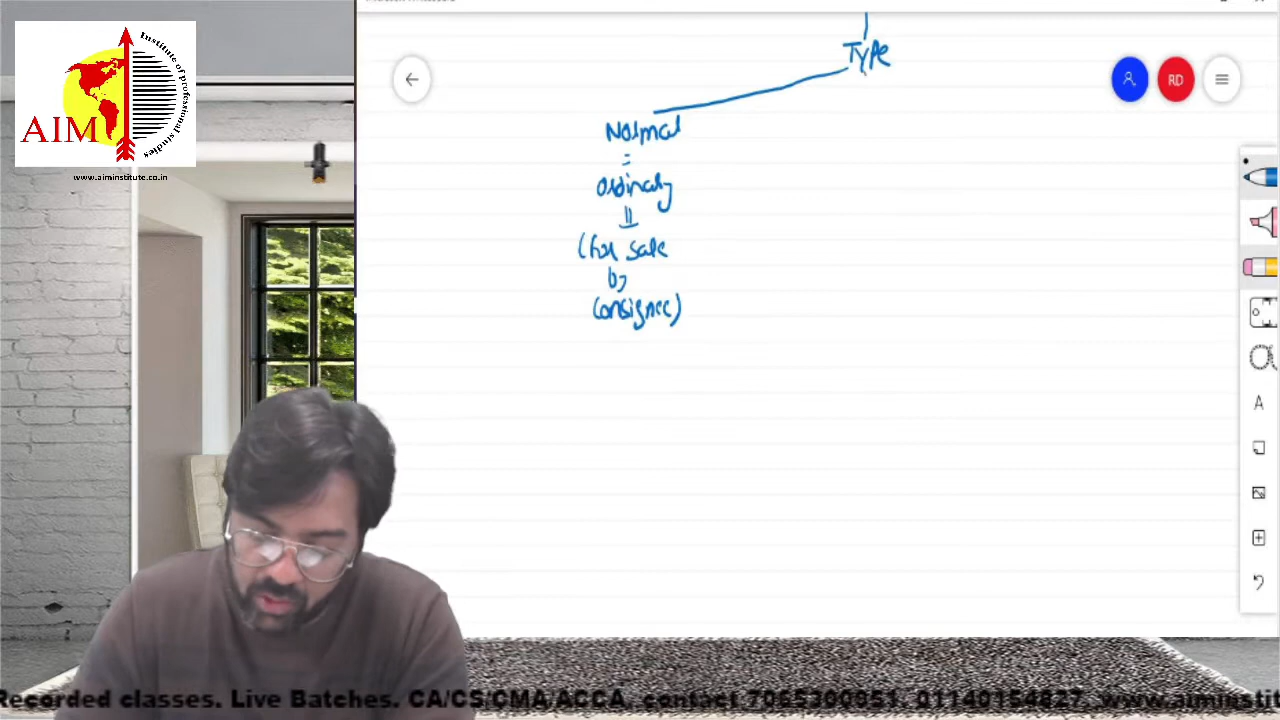 Institute of professional studies
AIM
www.aiminstitute.co.in
RD
Type
Normal
=
ordinary
(for sale
by
consignee)
A
Recorded classes. Live Batches. CA/CS/CMA/ACCA. contact 7065300951, 01140154827. www.aiminstit